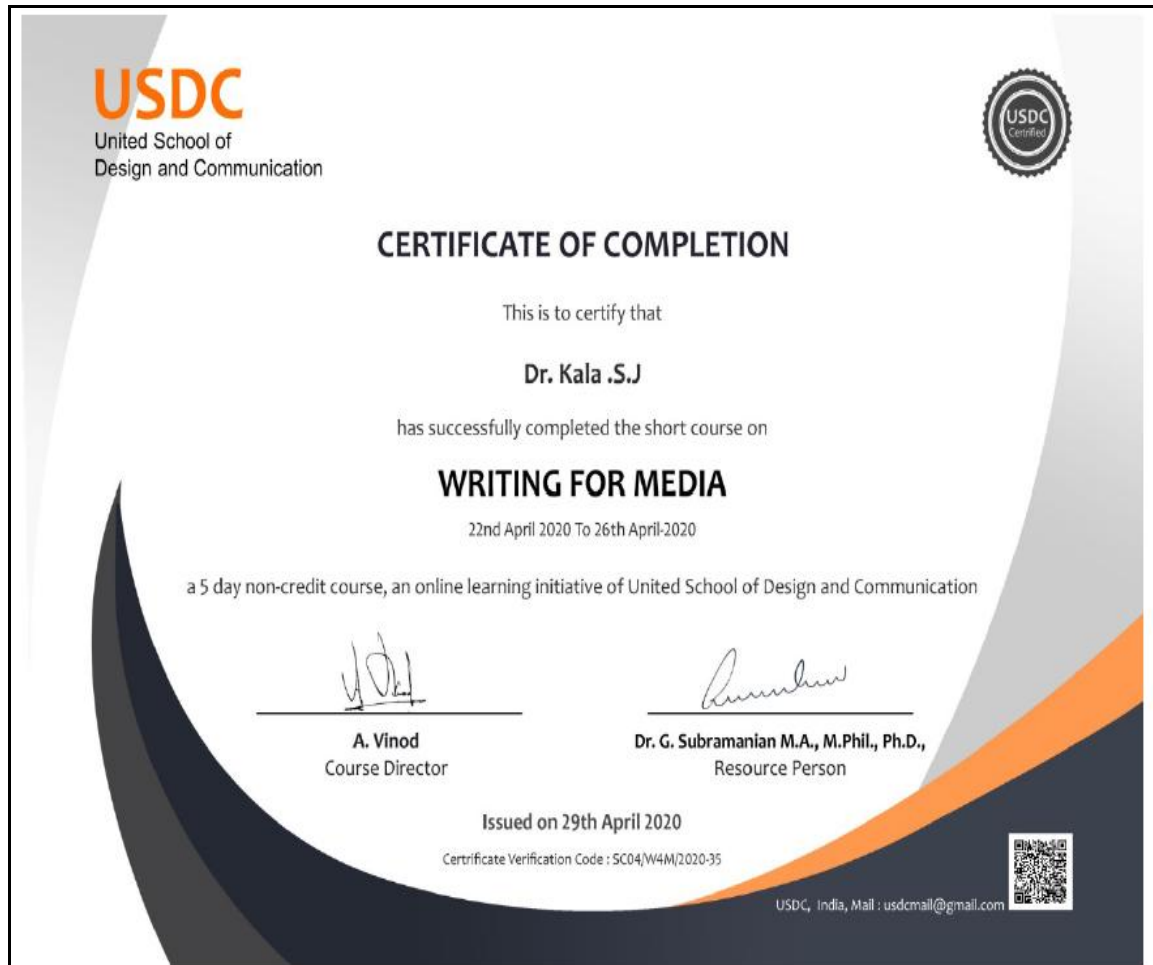 USDC
United School of
Design and Communication
USDC
Certified
CERTIFICATE OF COMPLETION
This is to certify that
Dr. Kala .S.J
has successfully completed the short course on
WRITING FOR MEDIA
22nd April 2020 To 26th April-2020
a 5 day non-credit course, an online learning initiative of United School of Design and Communication
A. Vinod
Course Director
Dr. G. Subramanian M.A., M.Phil., Ph.D.,
Resource Person
Issued on 29th April 2020
Certrificate Verification Code : SC04/W4M/2020-35
USDC, India, Mail : usdcmail@gmail.com